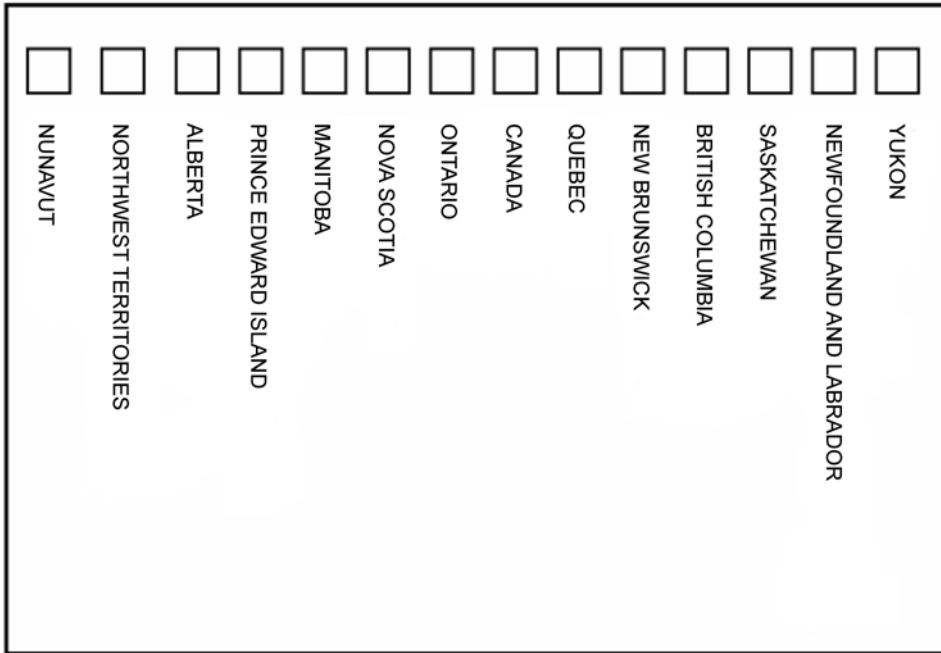 YUKON
NEWFOUNDLAND AND LABRADOR
SASKATCHEWAN
BRITISH COLUMBIA
NEW BRUNSWICK
QUEBEC
CANADA
ONTARIO
NOVA SCOTIA
MANITOBA
PRINCE EDWARD ISLAND
ALBERTA
NORTHWEST TERRITORIES
NUNAVUT